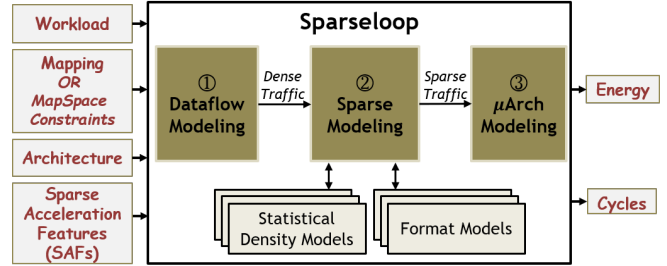 Sparseloop
Workload
Mapping
OR
MapSpace
Constraints
Architecture
Sparse
Acceleration
Features
(SAFs)
①
Dataflow
Modeling
Dense
Traffic
②
Sparse
Modeling
Sparse
Traffic
③
μArch
Modeling
Statistical
Density Models
Format Models
Energy
Cycles